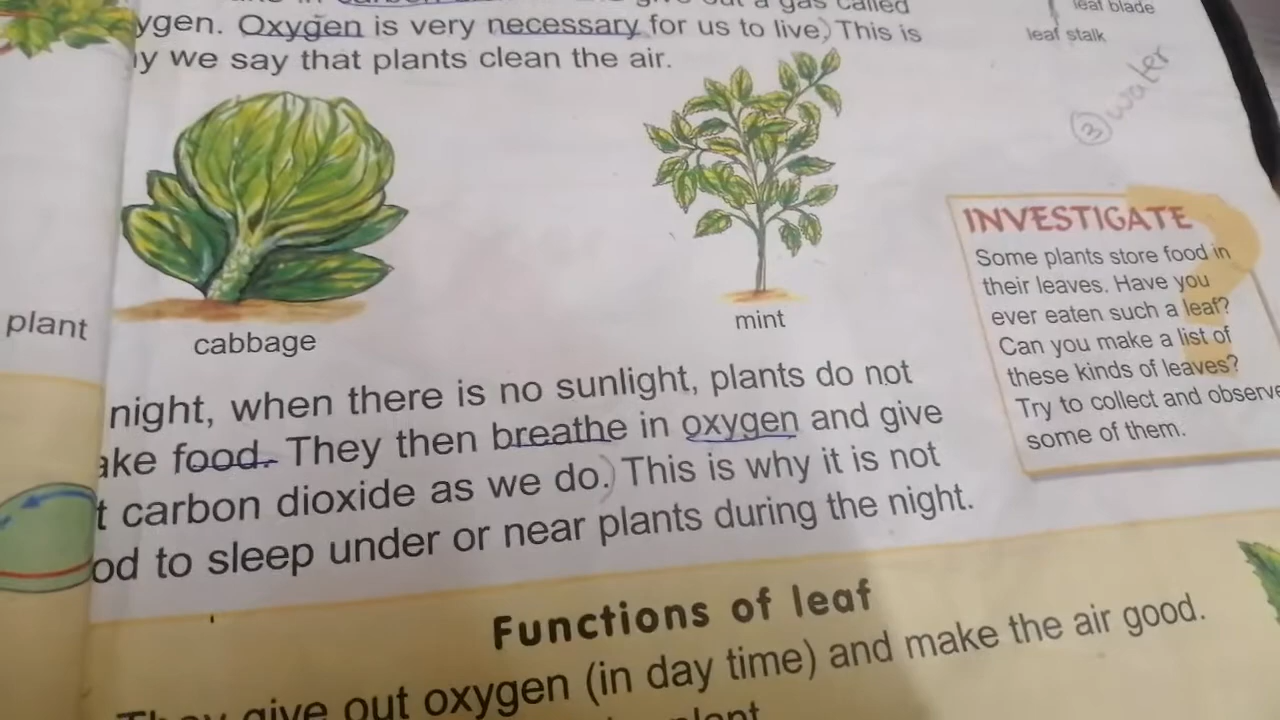 ygen. Oxygen is very necessary for us to live) This is
y we say that plants clean the air.
leaf blade
leaf stalk
③ water
plant
cabbage
mint
INVESTIGATE
Some plants store food in
their leaves. Have you
ever eaten such a leaf?
Can you make a list of
these kinds of leaves?
Try to collect and observe
some of them.
night, when there is no sunlight, plants do not
ake food. They then breathe in oxygen and give
t carbon dioxide as we do.) This is why it is not
od to sleep under or near plants during the night.
Functions of leaf
They give out oxygen (in day time) and make the air good.
plant